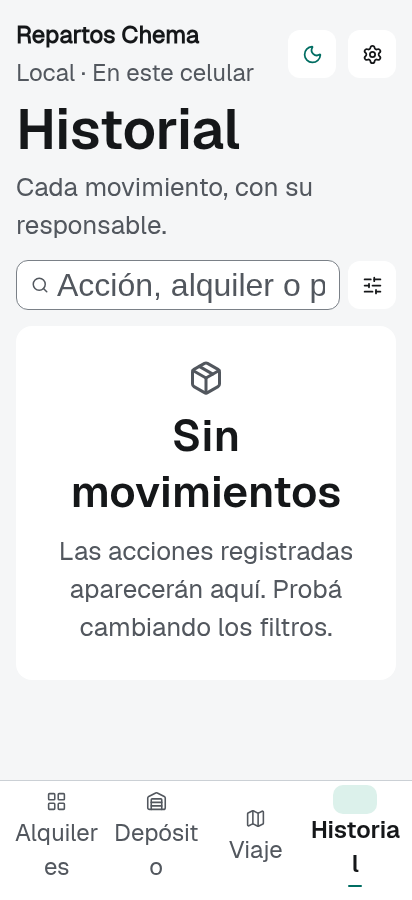 Repartos Chema
Local · En este celular
Historial
Cada movimiento, con su
responsable.
Acción, alquiler o p
Sin
movimientos
Las acciones registradas
aparecerán aquí. Probá
cambiando los filtros.
Alquiler
es
Depósit
o
Viaje
Historia
l